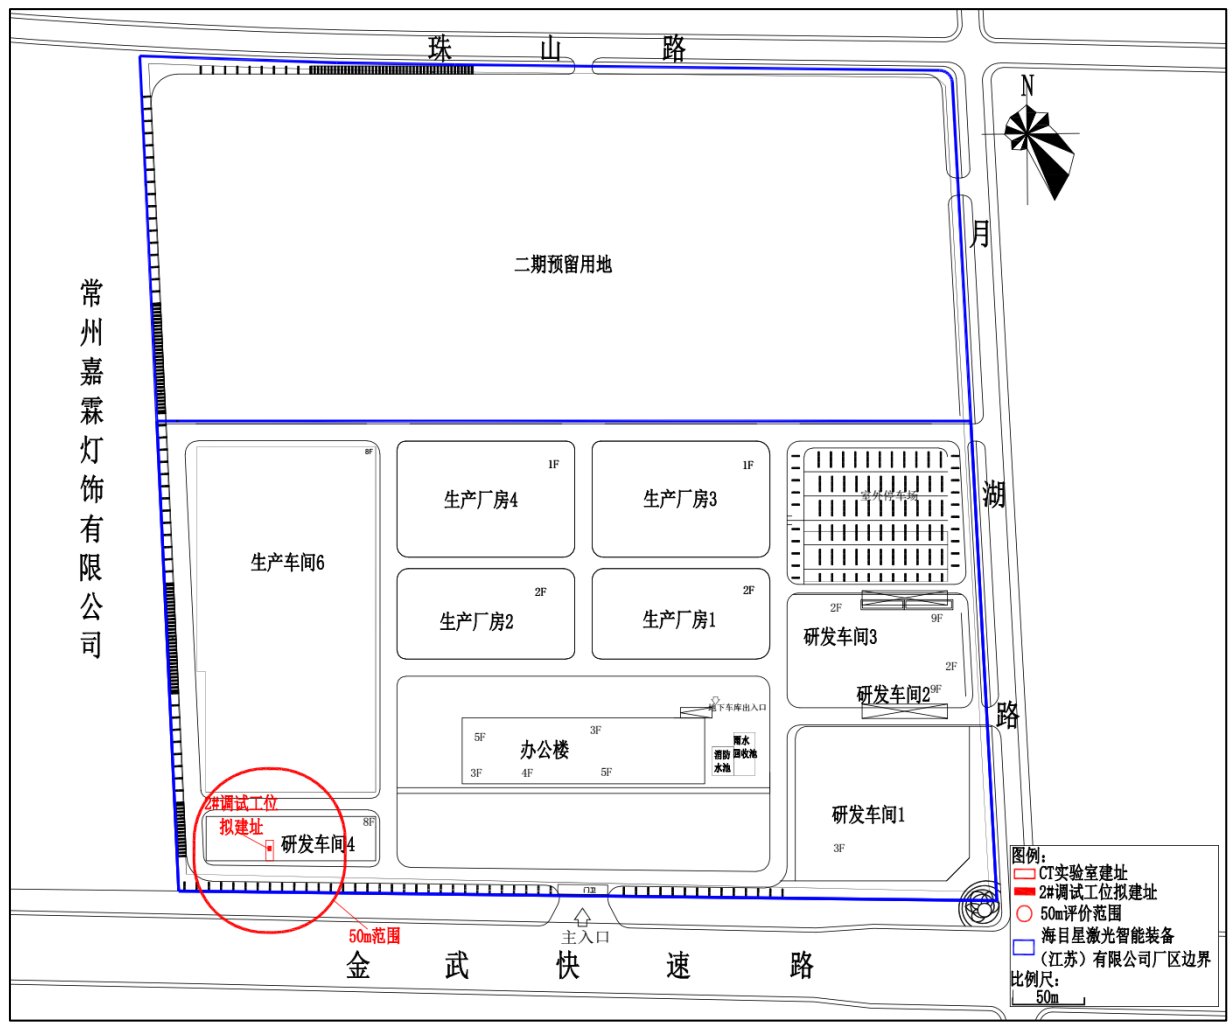 珠山路
N
月
二期预留用地
常州嘉霖灯饰有限公司
8F
1F
1F
生产厂房4
生产厂房3
室外停车场
湖
生产车间6
2F
2F
生产厂房2
生产厂房1
2F
9F
研发车间3
2F
研发车间2
9F
地下车库出入口
路
5F
办公楼
3F
雨水
回收池
消防
水池
3F
4F
5F
2#调试工位
拟建址
8F
研发车间4
研发车间1
3F
门卫
主入口
50m范围
金武快速路
图例:
CT实验室建址
2#调试工位拟建址
50m评价范围
海目星激光智能装备
（江苏）有限公司厂区边界
比例尺:
50m